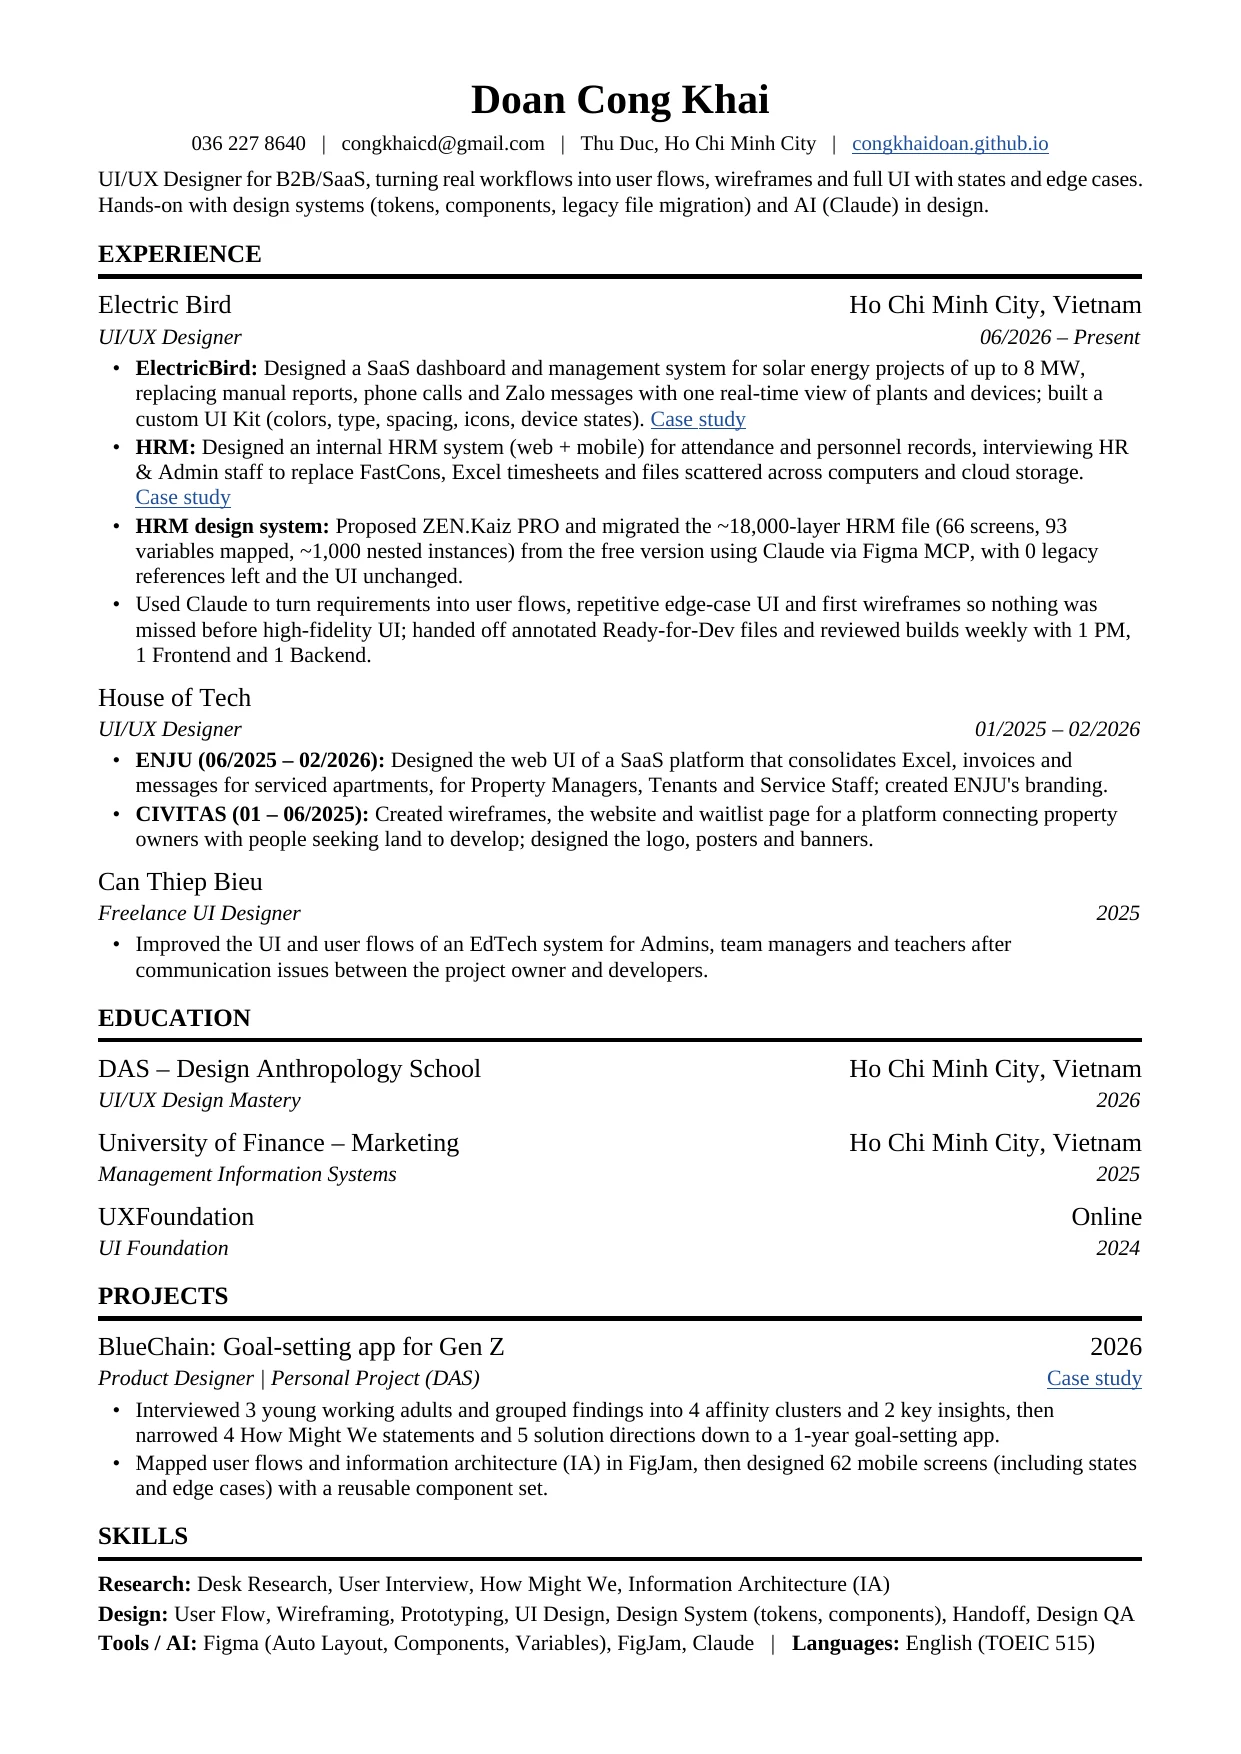 Doan Cong Khai
036 227 8640 | congkhaicd@gmail.com | Thu Duc, Ho Chi Minh City | congkhaidoan.github.io
UI/UX Designer for B2B/SaaS, turning real workflows into user flows, wireframes and full UI with states and edge cases.
Hands-on with design systems (tokens, components, legacy file migration) and AI (Claude) in design.
EXPERIENCE
Electric Bird Ho Chi Minh City, Vietnam
UI/UX Designer 06/2026 – Present
• ElectricBird: Designed a SaaS dashboard and management system for solar energy projects of up to 8 MW,
replacing manual reports, phone calls and Zalo messages with one real-time view of plants and devices; built a
custom UI Kit (colors, type, spacing, icons, device states). Case study
• HRM: Designed an internal HRM system (web + mobile) for attendance and personnel records, interviewing HR
& Admin staff to replace FastCons, Excel timesheets and files scattered across computers and cloud storage.
Case study
• HRM design system: Proposed ZEN.Kaiz PRO and migrated the ~18,000-layer HRM file (66 screens, 93
variables mapped, ~1,000 nested instances) from the free version using Claude via Figma MCP, with 0 legacy
references left and the UI unchanged.
• Used Claude to turn requirements into user flows, repetitive edge-case UI and first wireframes so nothing was
missed before high-fidelity UI; handed off annotated Ready-for-Dev files and reviewed builds weekly with 1 PM,
1 Frontend and 1 Backend.
House of Tech
UI/UX Designer 01/2025 – 02/2026
• ENJU (06/2025 – 02/2026): Designed the web UI of a SaaS platform that consolidates Excel, invoices and
messages for serviced apartments, for Property Managers, Tenants and Service Staff; created ENJU's branding.
• CIVITAS (01 – 06/2025): Created wireframes, the website and waitlist page for a platform connecting property
owners with people seeking land to develop; designed the logo, posters and banners.
Can Thiep Bieu
Freelance UI Designer 2025
• Improved the UI and user flows of an EdTech system for Admins, team managers and teachers after
communication issues between the project owner and developers.
EDUCATION
DAS – Design Anthropology School Ho Chi Minh City, Vietnam
UI/UX Design Mastery 2026
University of Finance – Marketing Ho Chi Minh City, Vietnam
Management Information Systems 2025
UXFoundation Online
UI Foundation 2024
PROJECTS
BlueChain: Goal-setting app for Gen Z 2026
Product Designer | Personal Project (DAS) Case study
• Interviewed 3 young working adults and grouped findings into 4 affinity clusters and 2 key insights, then
narrowed 4 How Might We statements and 5 solution directions down to a 1-year goal-setting app.
• Mapped user flows and information architecture (IA) in FigJam, then designed 62 mobile screens (including states
and edge cases) with a reusable component set.
SKILLS
Research: Desk Research, User Interview, How Might We, Information Architecture (IA)
Design: User Flow, Wireframing, Prototyping, UI Design, Design System (tokens, components), Handoff, Design QA
Tools / AI: Figma (Auto Layout, Components, Variables), FigJam, Claude | Languages: English (TOEIC 515)